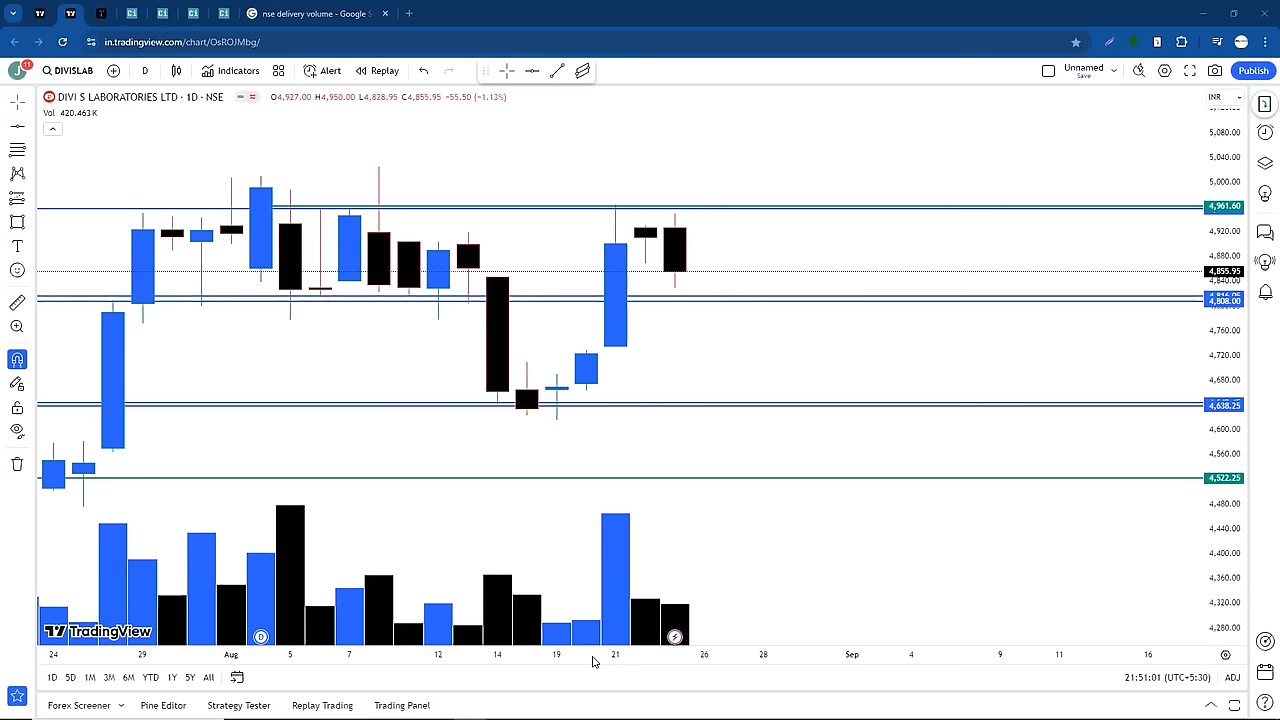 nse delivery volume - Google S
in.tradingview.com/chart/OsROJMbg/
J 11 DIVISLAB D Indicators Alert Replay Unnamed Save Publish
DIVI S LABORATORIES LTD · 1D · NSE O4,927.00 H4,950.00 L4,828.95 C4,855.95 −55.50 (−1.13%) INR
Vol 420.463 K
5,080.00
5,040.00
5,000.00
4,961.60
4,920.00
4,880.00
4,855.95
4,840.00
4,808.00
4,760.00
4,720.00
4,680.00
4,638.25
4,600.00
4,560.00
4,522.25
4,480.00
4,440.00
4,400.00
4,360.00
4,320.00
4,280.00
TradingView D
24 29 Aug 5 7 12 14 19 21 26 28 Sep 4 9 11 16
1D 5D 1M 3M 6M YTD 1Y 5Y All 21:51:01 (UTC+5:30) ADJ
Forex Screener Pine Editor Strategy Tester Replay Trading Trading Panel